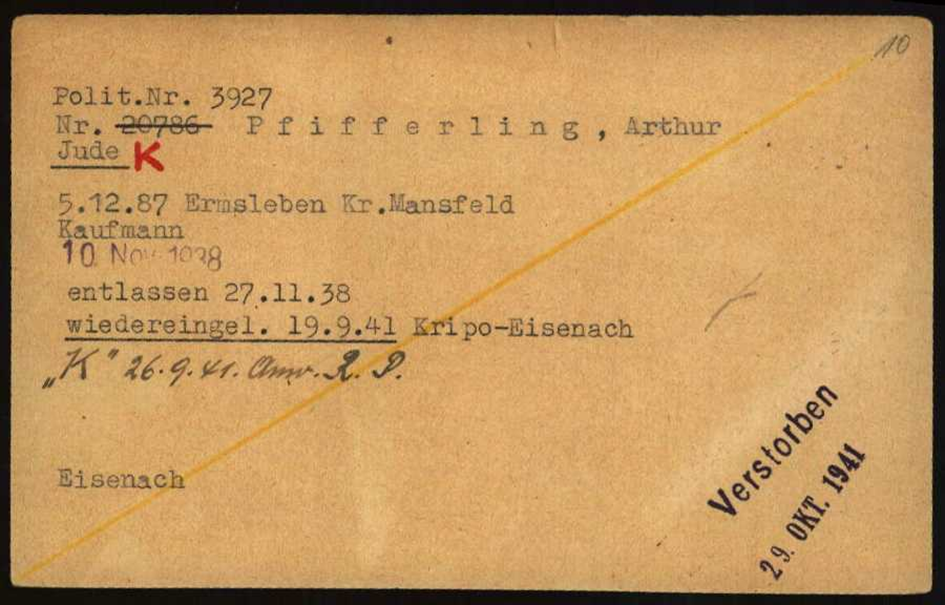 10
Polit.Nr. 3927
Nr. 20786 Pfifferling, Arthur
Jude K
5.12.87 Ermsleben Kr.Mansfeld
Kaufmann
10. Nov. 1938
entlassen 27.11.38
wiedereingel. 19.9.41 Kripo-Eisenach
„K" 26.9.41. Anw. R. P.
Eisenach
Verstorben
29. OKT. 1941